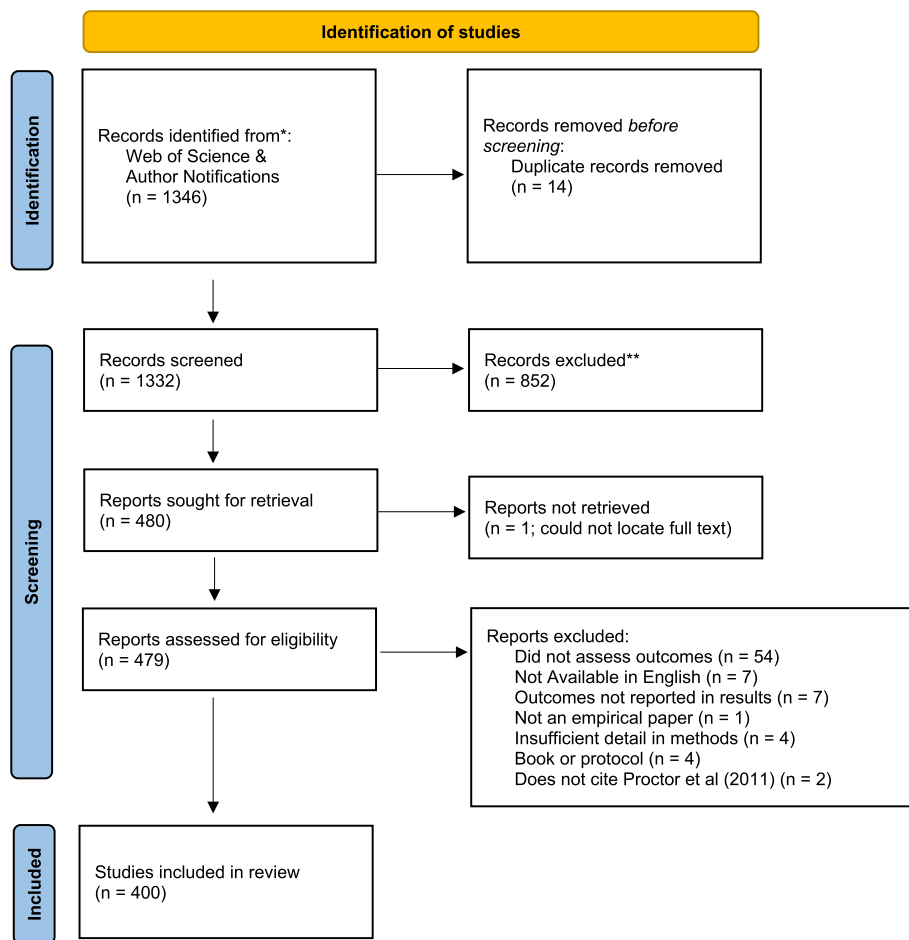 Identification of studies
Identification
Records identified from*:
Web of Science &
Author Notifications
(n = 1346)
Records removed before
screening:
Duplicate records removed
(n = 14)
Screening
Records screened
(n = 1332)
Records excluded**
(n = 852)
Reports sought for retrieval
(n = 480)
Reports not retrieved
(n = 1; could not locate full text)
Reports assessed for eligibility
(n = 479)
Reports excluded:
Did not assess outcomes (n = 54)
Not Available in English (n = 7)
Outcomes not reported in results (n = 7)
Not an empirical paper (n = 1)
Insufficient detail in methods (n = 4)
Book or protocol (n = 4)
Does not cite Proctor et al (2011) (n = 2)
Included
Studies included in review
(n = 400)